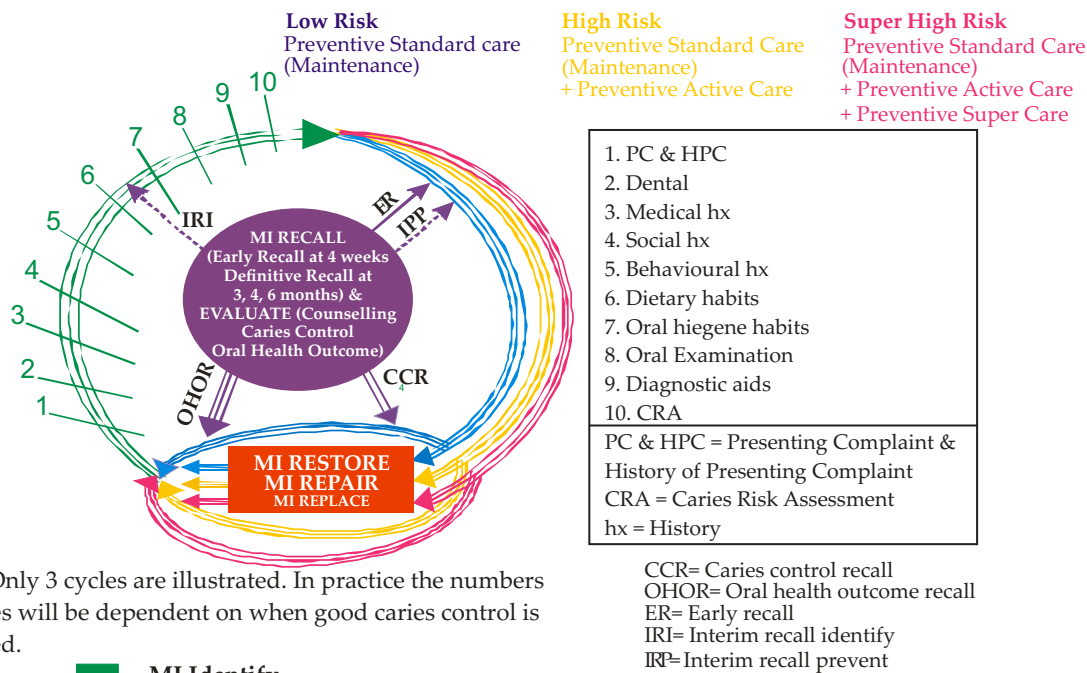 Low Risk
Preventive Standard care
(Maintenance)
High Risk
Preventive Standard Care
(Maintenance)
+ Preventive Active Care
Super High Risk
Preventive Standard Care
(Maintenance)
+ Preventive Active Care
+ Preventive Super Care
10
9
8
7
6
5
4
3
2
1
IRI
ER
IPP
MI RECALL
(Early Recall at 4 weeks
Definitive Recall at
3, 4, 6 months) &
EVALUATE (Counselling
Caries Control
Oral Health Outcome)
OHOR
CCR
4
MI RESTORE
MI REPAIR
MI REPLACE
1. PC & HPC
2. Dental
3. Medical hx
4. Social hx
5. Behavioural hx
6. Dietary habits
7. Oral hiegene habits
8. Oral Examination
9. Diagnostic aids
10. CRA
PC & HPC = Presenting Complaint &
History of Presenting Complaint
CRA = Caries Risk Assessment
hx = History
Only 3 cycles are illustrated. In practice the numbers
es will be dependent on when good caries control is
ed.
CCR= Caries control recall
OHOR= Oral health outcome recall
ER= Early recall
IRI= Interim recall identify
IRP= Interim recall prevent
MI Identify